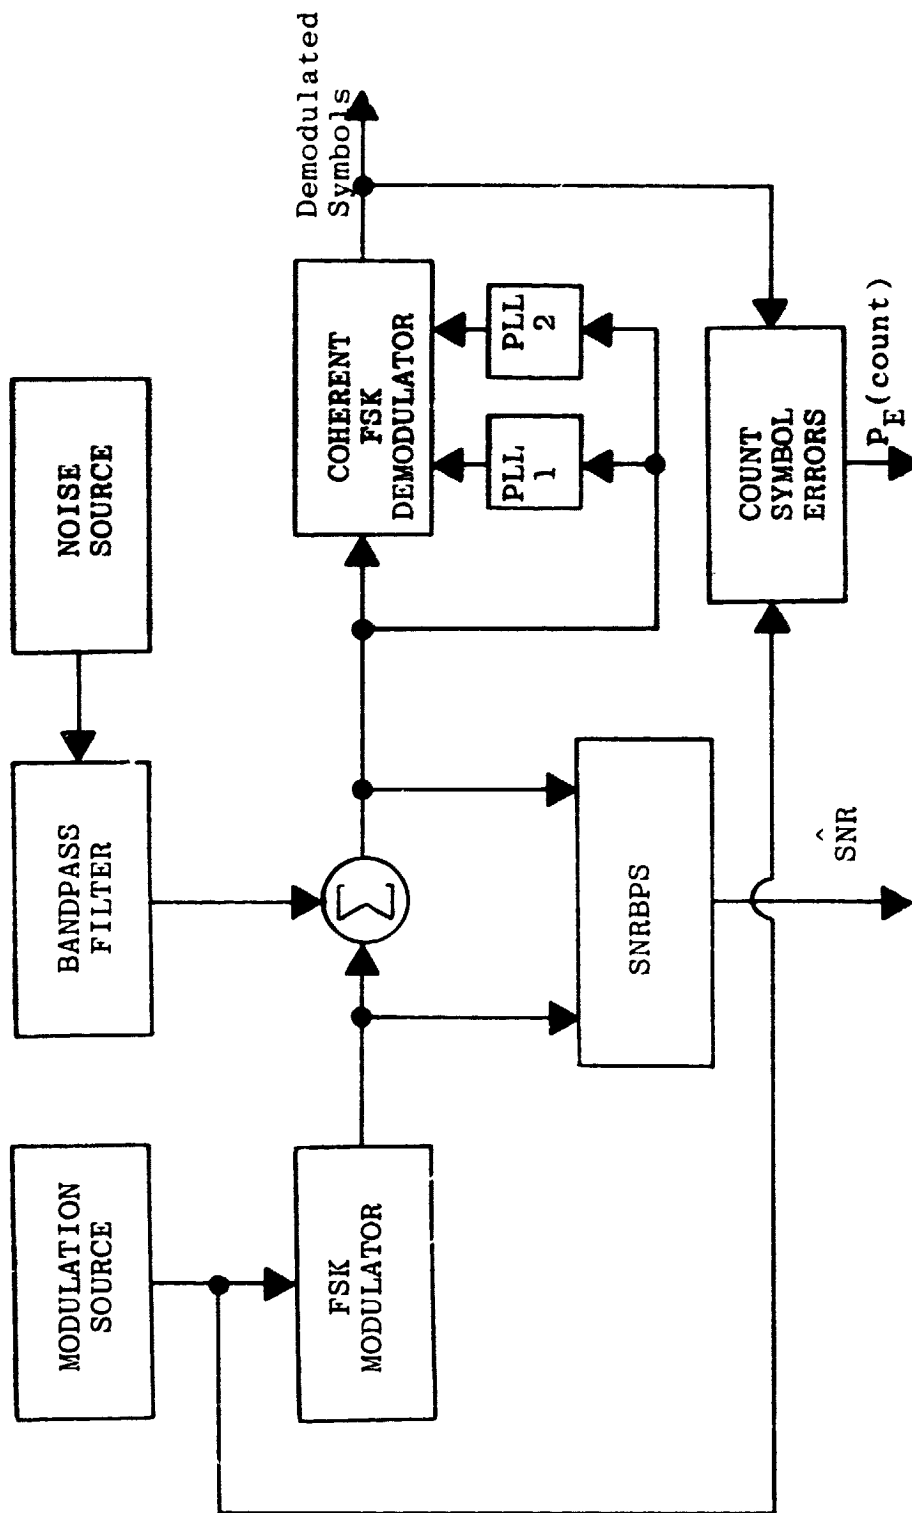 MODULATION
SOURCE
BANDPASS
FILTER
NOISE
SOURCE
FSK
MODULATOR
Σ
COHERENT
FSK
DEMODULATOR
Demodulated
Symbols
PLL
1
PLL
2
SNRBPS
COUNT
SYMBOL
ERRORS
^
SNR
P_E(count)